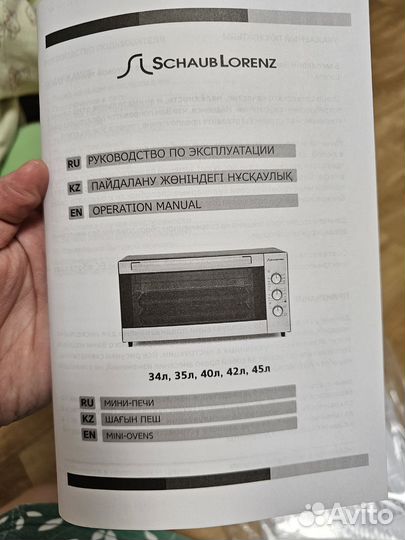 SCHAUB LORENZ
RU РУКОВОДСТВО ПО ЭКСПЛУАТАЦИИ
KZ ПАЙДАЛАНУ ЖӨНІНДЕГІ НҰСҚАУЛЫҚ
EN OPERATION MANUAL
34л, 35л, 40л, 42л, 45л
RU МИНИ-ПЕЧИ
KZ ШАҒЫН ПЕШ
EN MINI-OVENS
Avito